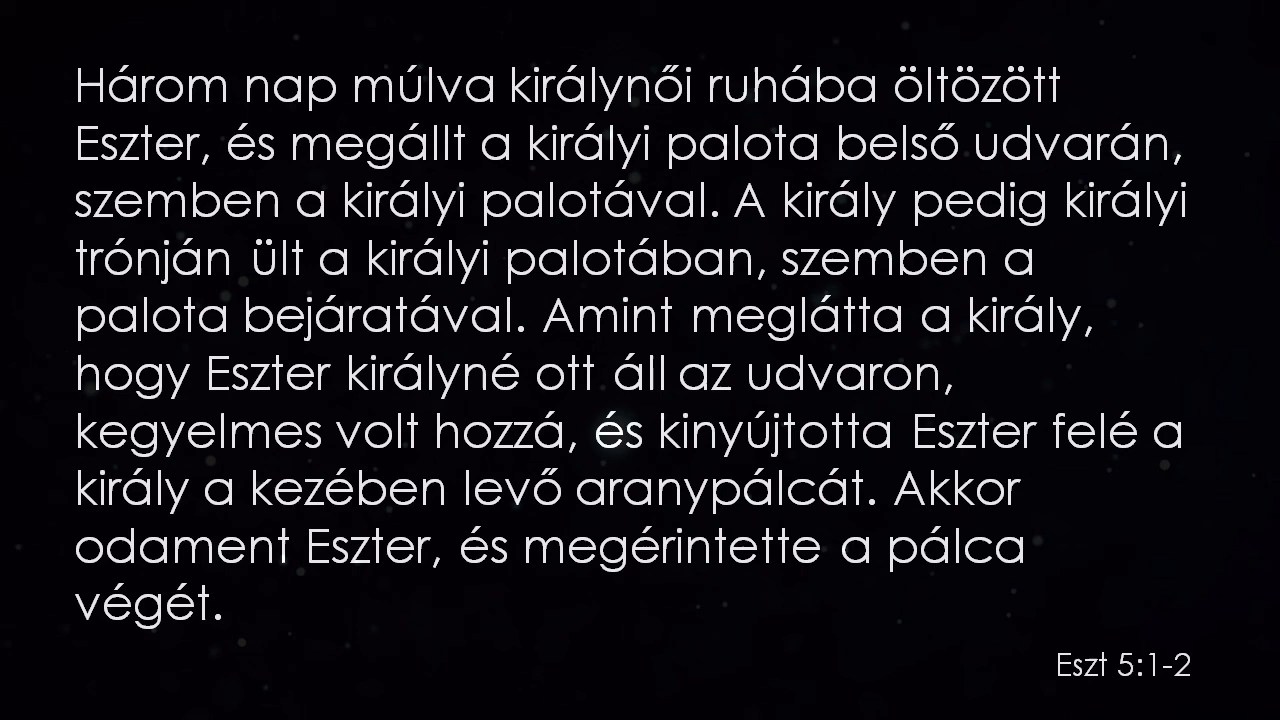 Három nap múlva királynői ruhába öltözött
Eszter, és megállt a királyi palota belső udvarán,
szemben a királyi palotával. A király pedig királyi
trónján ült a királyi palotában, szemben a
palota bejáratával. Amint meglátta a király,
hogy Eszter királyné ott áll az udvaron,
kegyelmes volt hozzá, és kinyújtotta Eszter felé a
király a kezében levő aranypálcát. Akkor
odament Eszter, és megérintette a pálca
végét.
Eszt 5:1-2